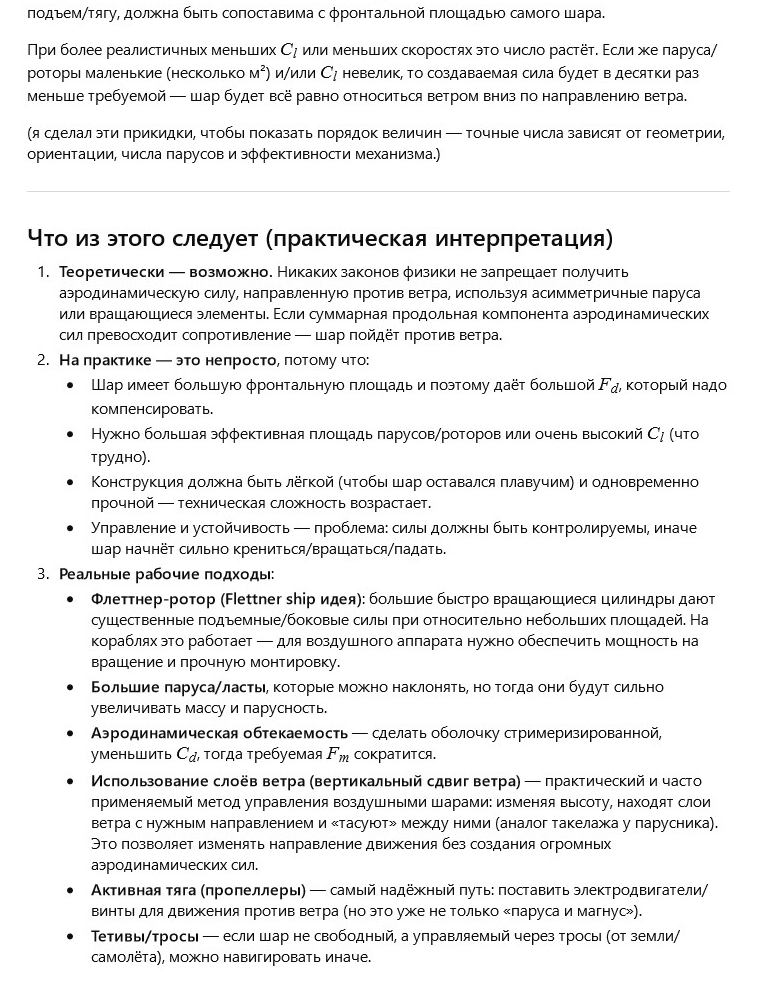 подъем/тягу, должна быть сопоставима с фронтальной площадью самого шара.
При более реалистичных меньших C_l или меньших скоростях это число растёт. Если же паруса/
роторы маленькие (несколько м²) и/или C_l невелик, то создаваемая сила будет в десятки раз
меньше требуемой — шар будет всё равно относиться ветром вниз по направлению ветра.
(я сделал эти прикидки, чтобы показать порядок величин — точные числа зависят от геометрии,
ориентации, числа парусов и эффективности механизма.)
Что из этого следует (практическая интерпретация)
1. Теоретически — возможно. Никаких законов физики не запрещает получить
аэродинамическую силу, направленную против ветра, используя асимметричные паруса
или вращающиеся элементы. Если суммарная продольная компонента аэродинамических
сил превосходит сопротивление — шар пойдёт против ветра.
2. На практике — это непросто, потому что:
• Шар имеет большую фронтальную площадь и поэтому даёт большой F_d, который надо
компенсировать.
• Нужно большая эффективная площадь парусов/роторов или очень высокий C_l (что
трудно).
• Конструкция должна быть лёгкой (чтобы шар оставался плавучим) и одновременно
прочной — техническая сложность возрастает.
• Управление и устойчивость — проблема: силы должны быть контролируемы, иначе
шар начнёт сильно крениться/вращаться/падать.
3. Реальные рабочие подходы:
• Флеттнер-ротор (Flettner ship идея): большие быстро вращающиеся цилиндры дают
существенные подъемные/боковые силы при относительно небольших площадей. На
кораблях это работает — для воздушного аппарата нужно обеспечить мощность на
вращение и прочную монтировку.
• Большие паруса/ласты, которые можно наклонять, но тогда они будут сильно
увеличивать массу и парусность.
• Аэродинамическая обтекаемость — сделать оболочку стримеризированной,
уменьшить C_d, тогда требуемая F_m сократится.
• Использование слоёв ветра (вертикальный сдвиг ветра) — практический и часто
применяемый метод управления воздушными шарами: изменяя высоту, находят слои
ветра с нужным направлением и «тасуют» между ними (аналог такелажа у парусника).
Это позволяет изменять направление движения без создания огромных
аэродинамических сил.
• Активная тяга (пропеллеры) — самый надёжный путь: поставить электродвигатели/
винты для движения против ветра (но это уже не только «паруса и магнус»).
• Тетивы/тросы — если шар не свободный, а управляемый через тросы (от земли/
самолёта), можно навигировать иначе.